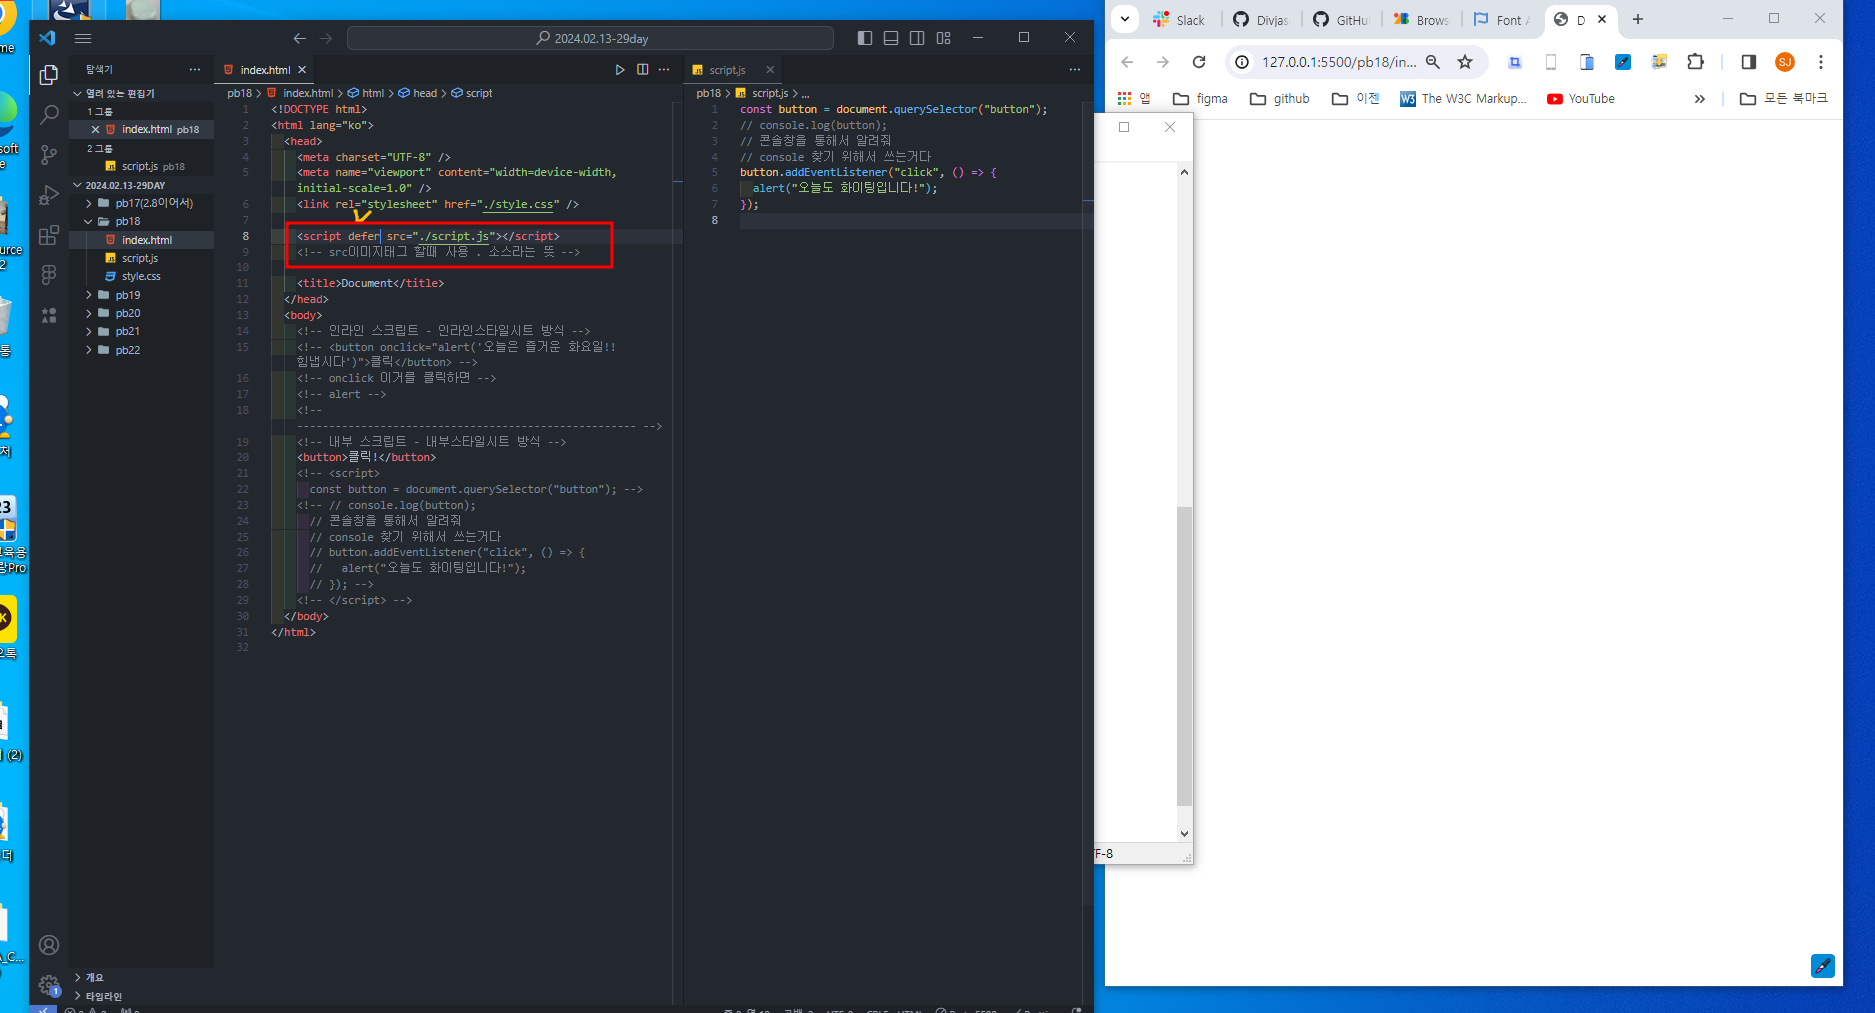 2024.02.13-29day
탐색기
열려 있는 편집기
1 그룹
index.html pb18
2 그룹
script.js pb18
2024.02.13-29DAY
pb17(2.8이어서)
pb18
index.html
script.js
style.css
pb19
pb20
pb21
pb22
개요
타임라인
index.html
pb18 > index.html > html > head > script
1 <!DOCTYPE html>
2 <html lang="ko">
3 <head>
4 <meta charset="UTF-8" />
5 <meta name="viewport" content="width=device-width,
initial-scale=1.0" />
6 <link rel="stylesheet" href="./style.css" />
7
8 <script defer src="./script.js"></script>
9 <!-- src이미지태그 할때 사용 . 소스라는 뜻 -->
10
11 <title>Document</title>
12 </head>
13 <body>
14 <!-- 인라인 스크립트 - 인라인스타일시트 방식 -->
15 <!-- <button onclick="alert('오늘은 즐거운 화요일!!
힘냅시다')">클릭</button> -->
16 <!-- onclick 이거를 클릭하면 -->
17 <!-- alert -->
18 <!--
----------------------------------------------------- -->
19 <!-- 내부 스크립트 - 내부스타일시트 방식 -->
20 <button>클릭!</button>
21 <!-- <script>
22 const button = document.querySelector("button"); -->
23 <!-- // console.log(button);
24 // 콘솔창을 통해서 알려줘
25 // console 찾기 위해서 쓰는거다
26 // button.addEventListener("click", () => {
27 //   alert("오늘도 화이팅입니다!");
28 // }); -->
29 <!-- </script> -->
30 </body>
31 </html>
32
script.js
pb18 > script.js > ...
1 const button = document.querySelector("button");
2 // console.log(button);
3 // 콘솔창을 통해서 알려줘
4 // console 찾기 위해서 쓰는거다
5 button.addEventListener("click", () => {
6 alert("오늘도 화이팅입니다!");
7 });
8
Slack
Divjas
GitHu
Brows
Font A
D
127.0.0.1:5500/pb18/in...
SJ
앱
figma
github
이젠
W3 The W3C Markup...
YouTube
모든 북마크
TF-8